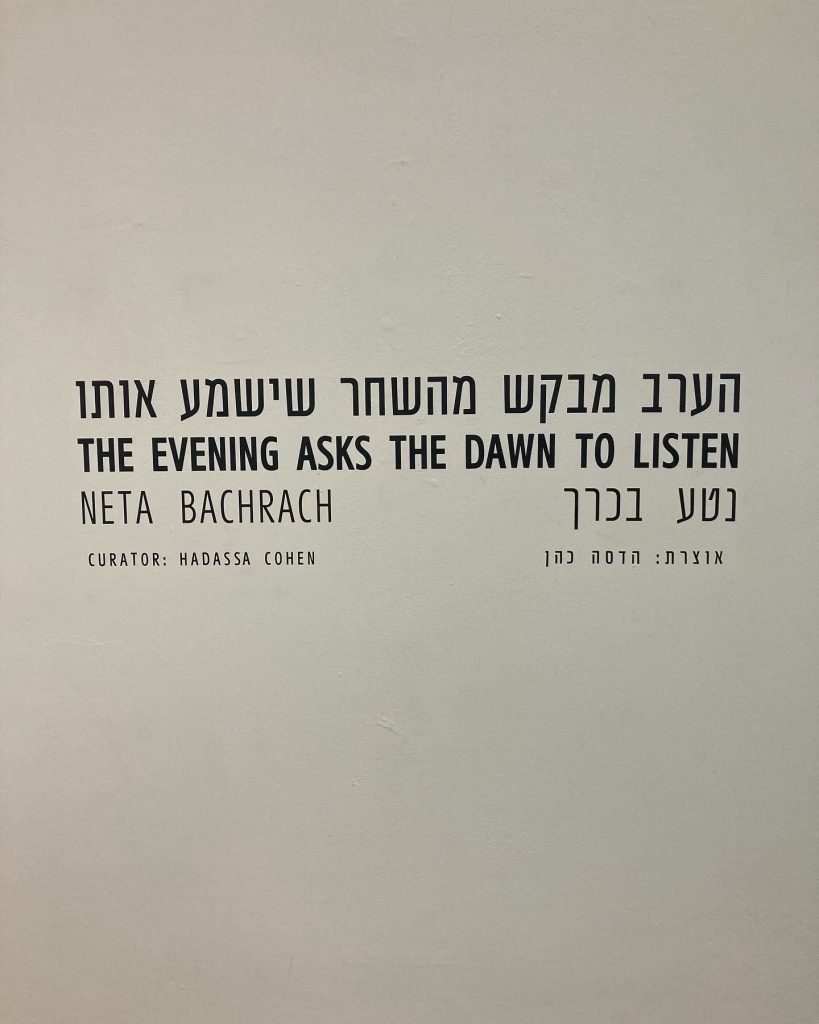 הערב מבקש מהשחר שישמע אותו
THE EVENING ASKS THE DAWN TO LISTEN
NETA BACHRACH נטע בכרך
CURATOR: HADASSA COHEN אוצרת: הדסה כהן